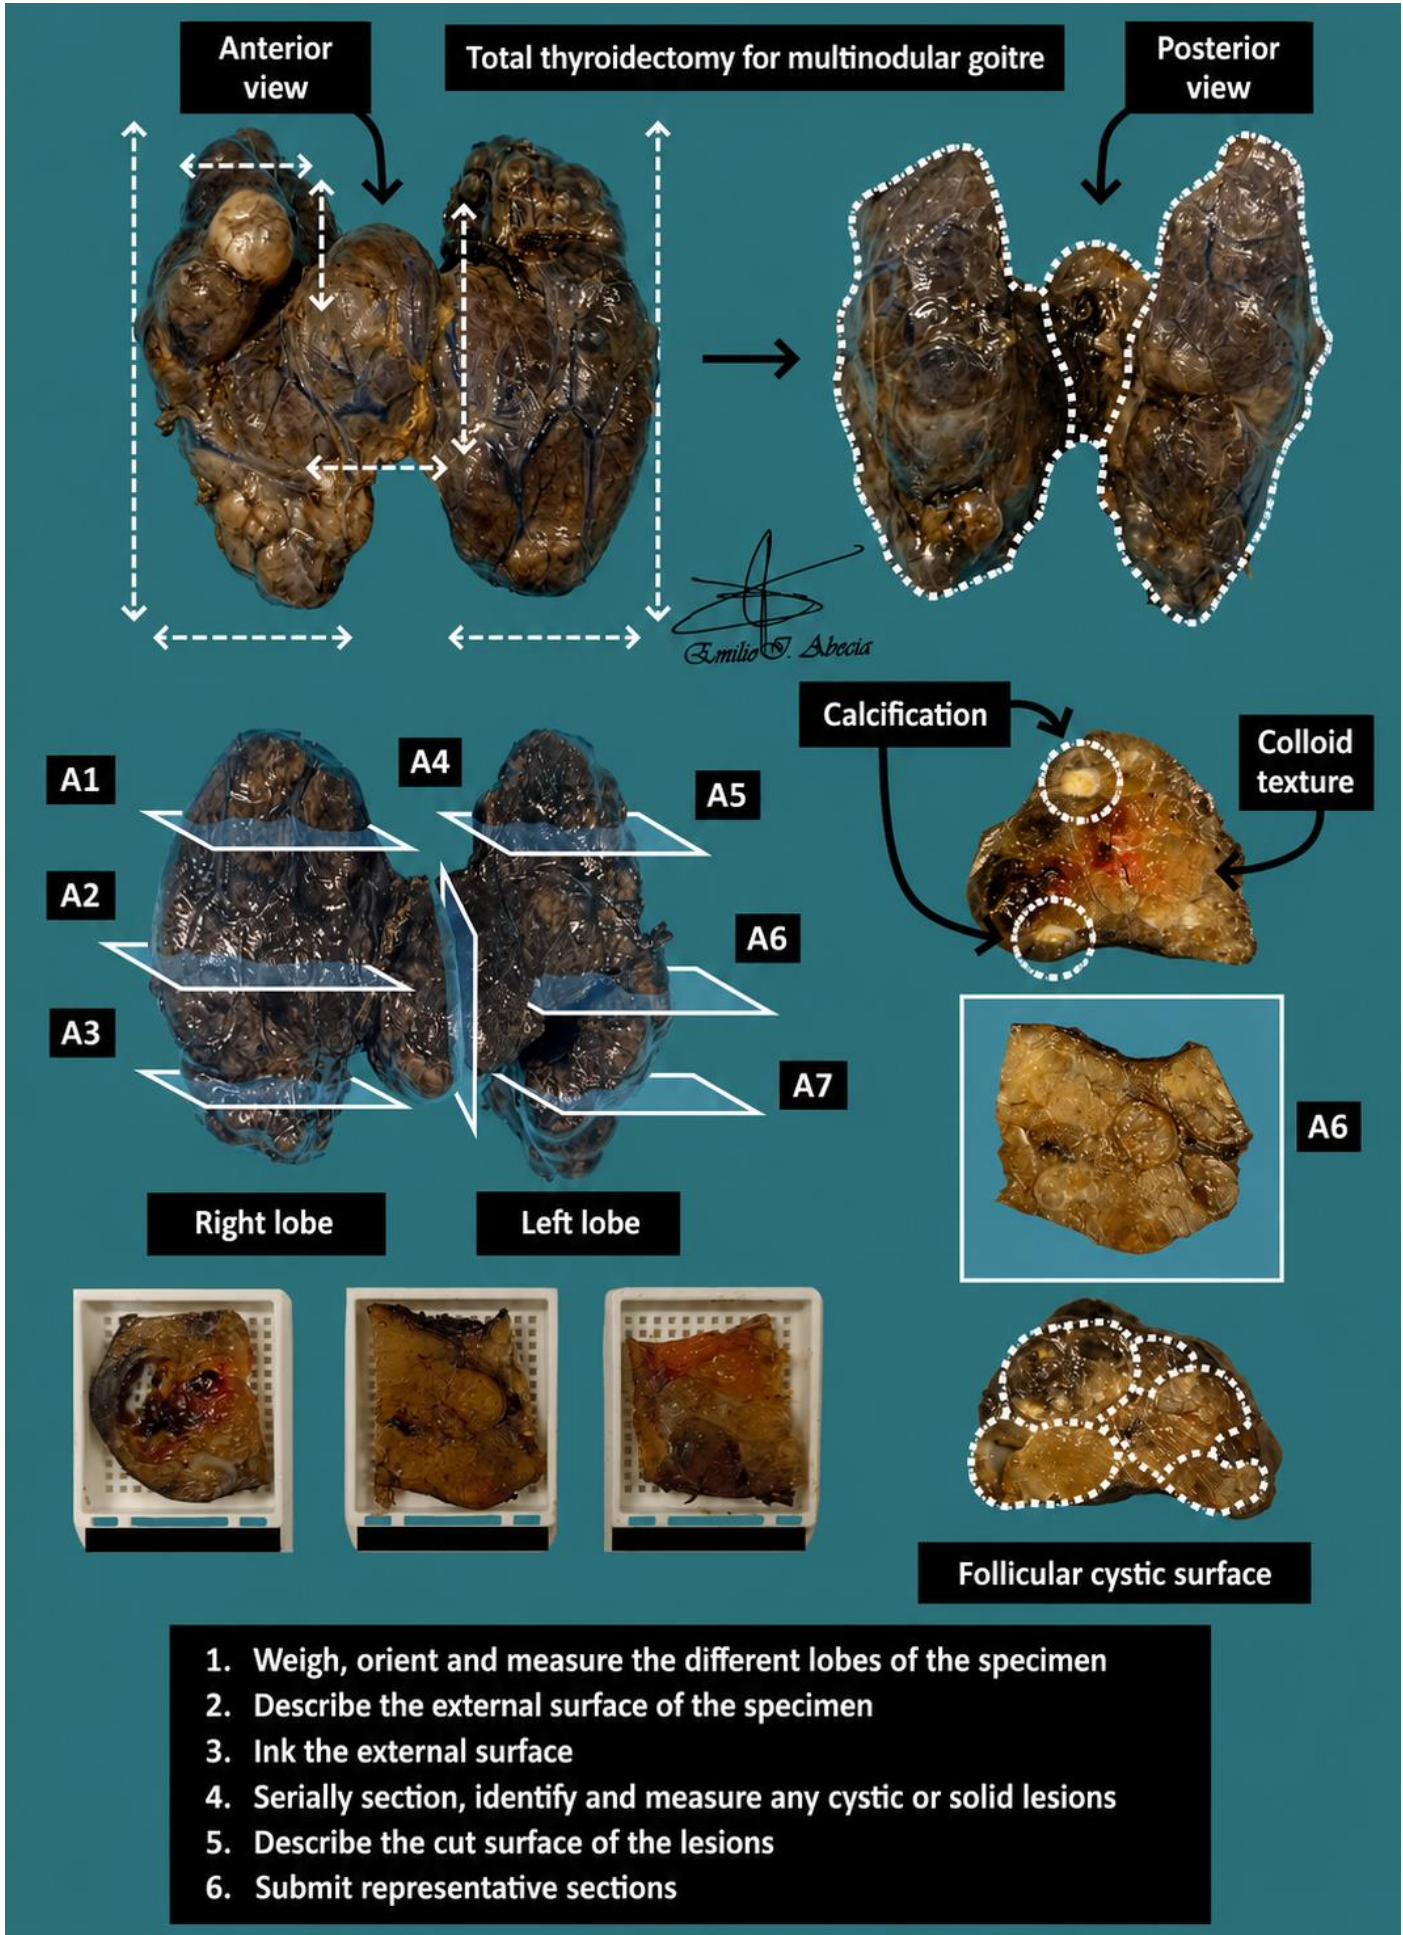 Anterior
view
Total thyroidectomy for multinodular goitre
Posterior
view
Emilio I. Abecia
Calcification
Colloid
texture
A1
A4
A5
A2
A6
A3
A7
A6
Right lobe
Left lobe
Follicular cystic surface
1. Weigh, orient and measure the different lobes of the specimen
2. Describe the external surface of the specimen
3. Ink the external surface
4. Serially section, identify and measure any cystic or solid lesions
5. Describe the cut surface of the lesions
6. Submit representative sections